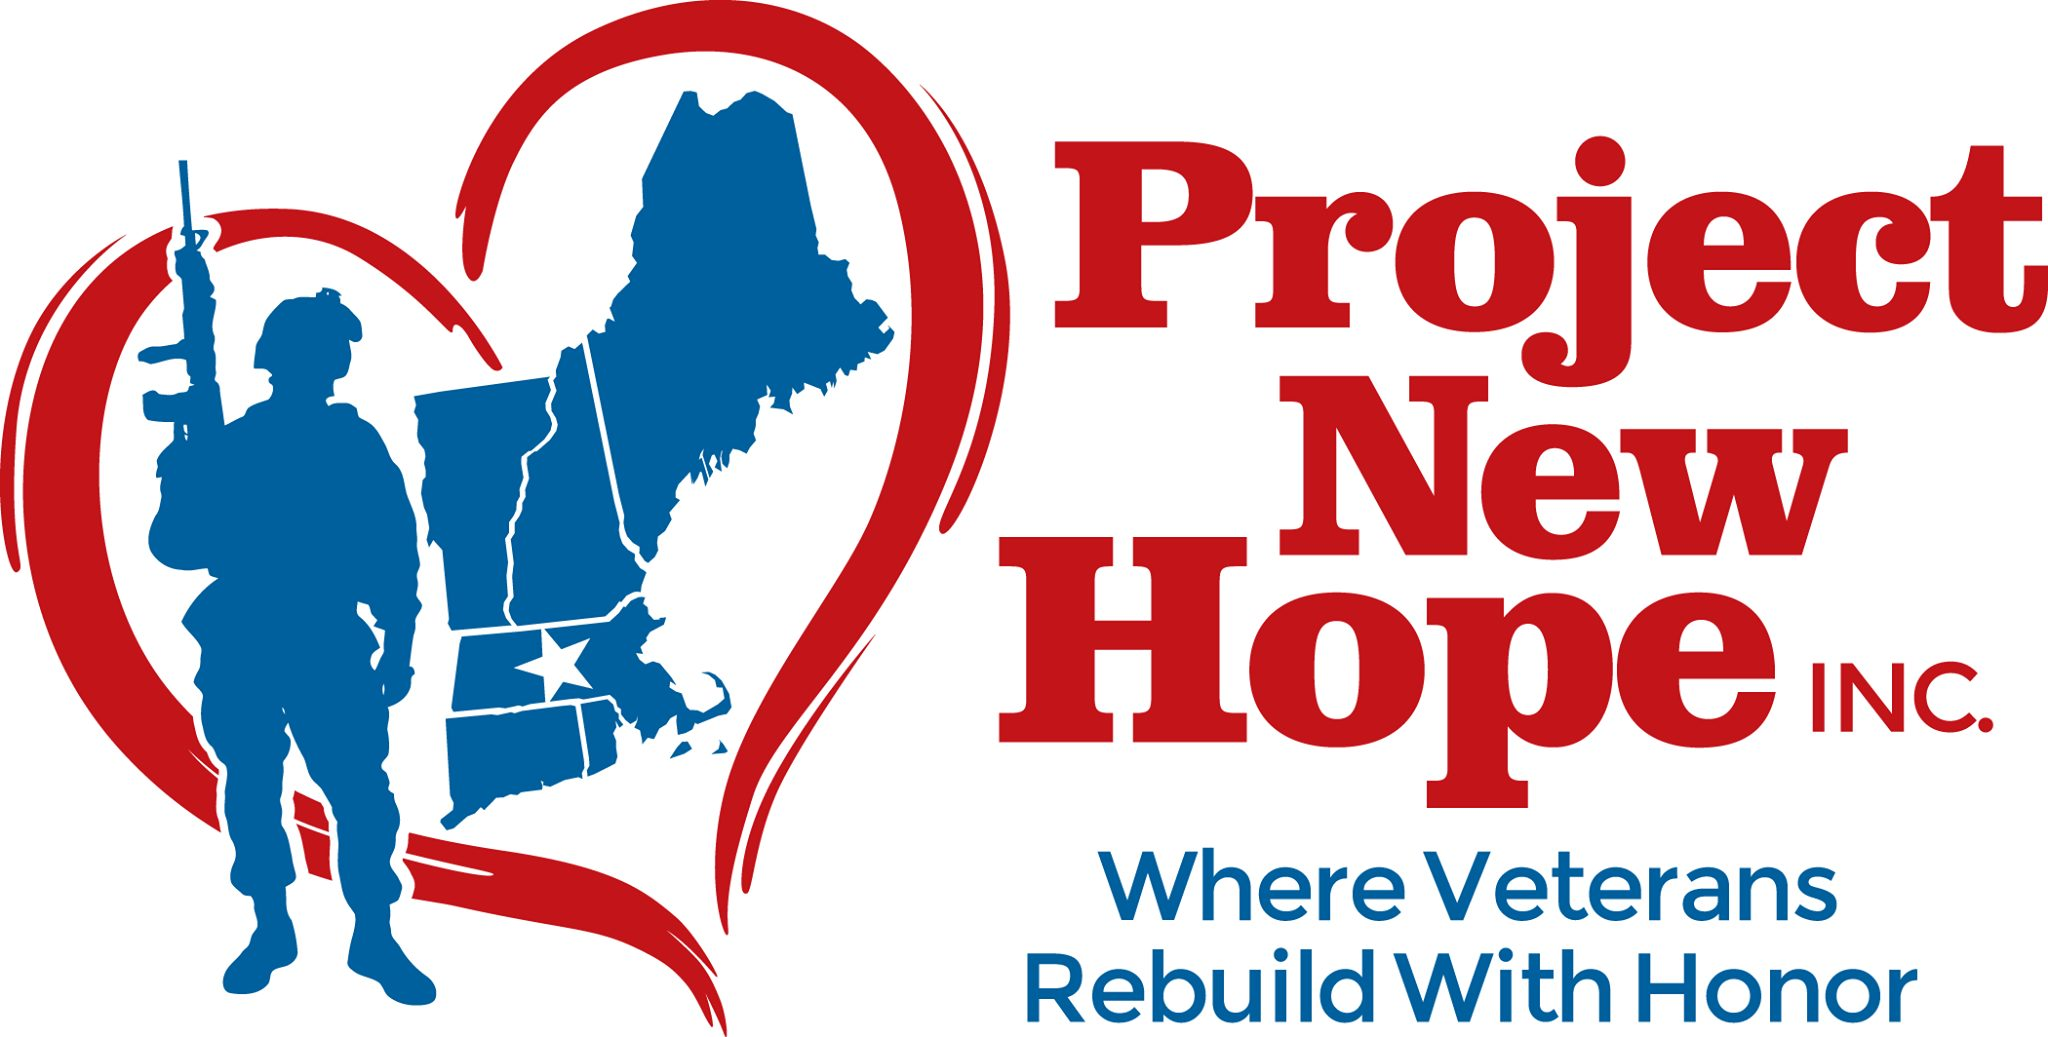 Project
New
Hope INC.
Where Veterans
Rebuild With Honor